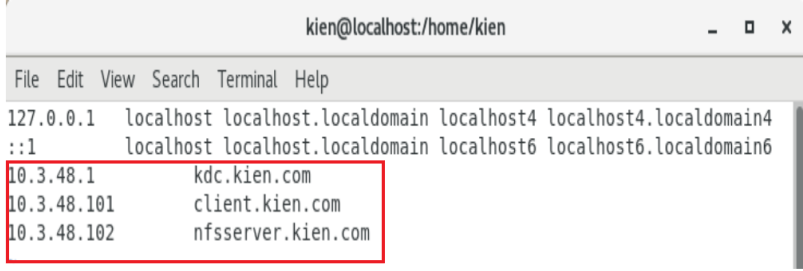 kien@localhost:/home/kien
File Edit View Search Terminal Help
127.0.0.1 localhost localhost.localdomain localhost4 localhost4.localdomain4
::1 localhost localhost.localdomain localhost6 localhost6.localdomain6
10.3.48.1 kdc.kien.com
10.3.48.101 client.kien.com
10.3.48.102 nfsserver.kien.com